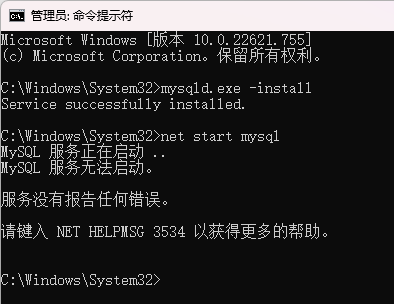 管理员: 命令提示符
Microsoft Windows [版本 10.0.22621.755]
(c) Microsoft Corporation。保留所有权利。
C:\Windows\System32>mysqld.exe -install
Service successfully installed.
C:\Windows\System32>net start mysql
MySQL 服务正在启动 ..
MySQL 服务无法启动。
服务没有报告任何错误。
请键入 NET HELPMSG 3534 以获得更多的帮助。
C:\Windows\System32>